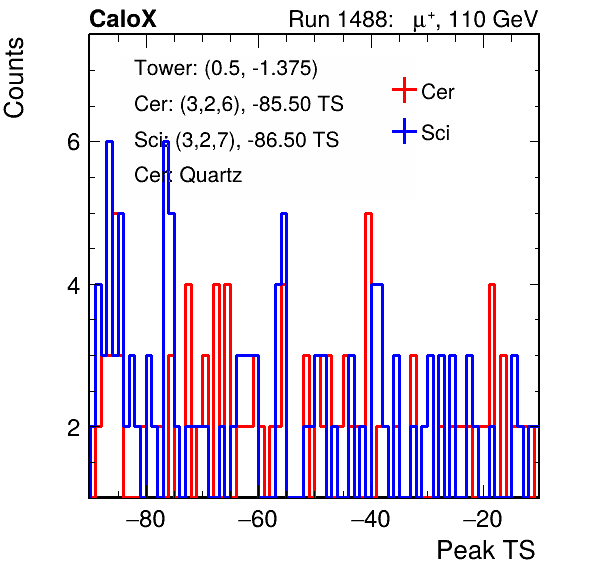 CaloX Run 1488: μ⁺, 110 GeV
Counts
Tower: (0.5, -1.375)
Cer: (3,2,6), -85.50 TS
Sci: (3,2,7), -86.50 TS
Cer: Quartz
Cer
Sci
6
4
2
−80 −60 −40 −20
Peak TS